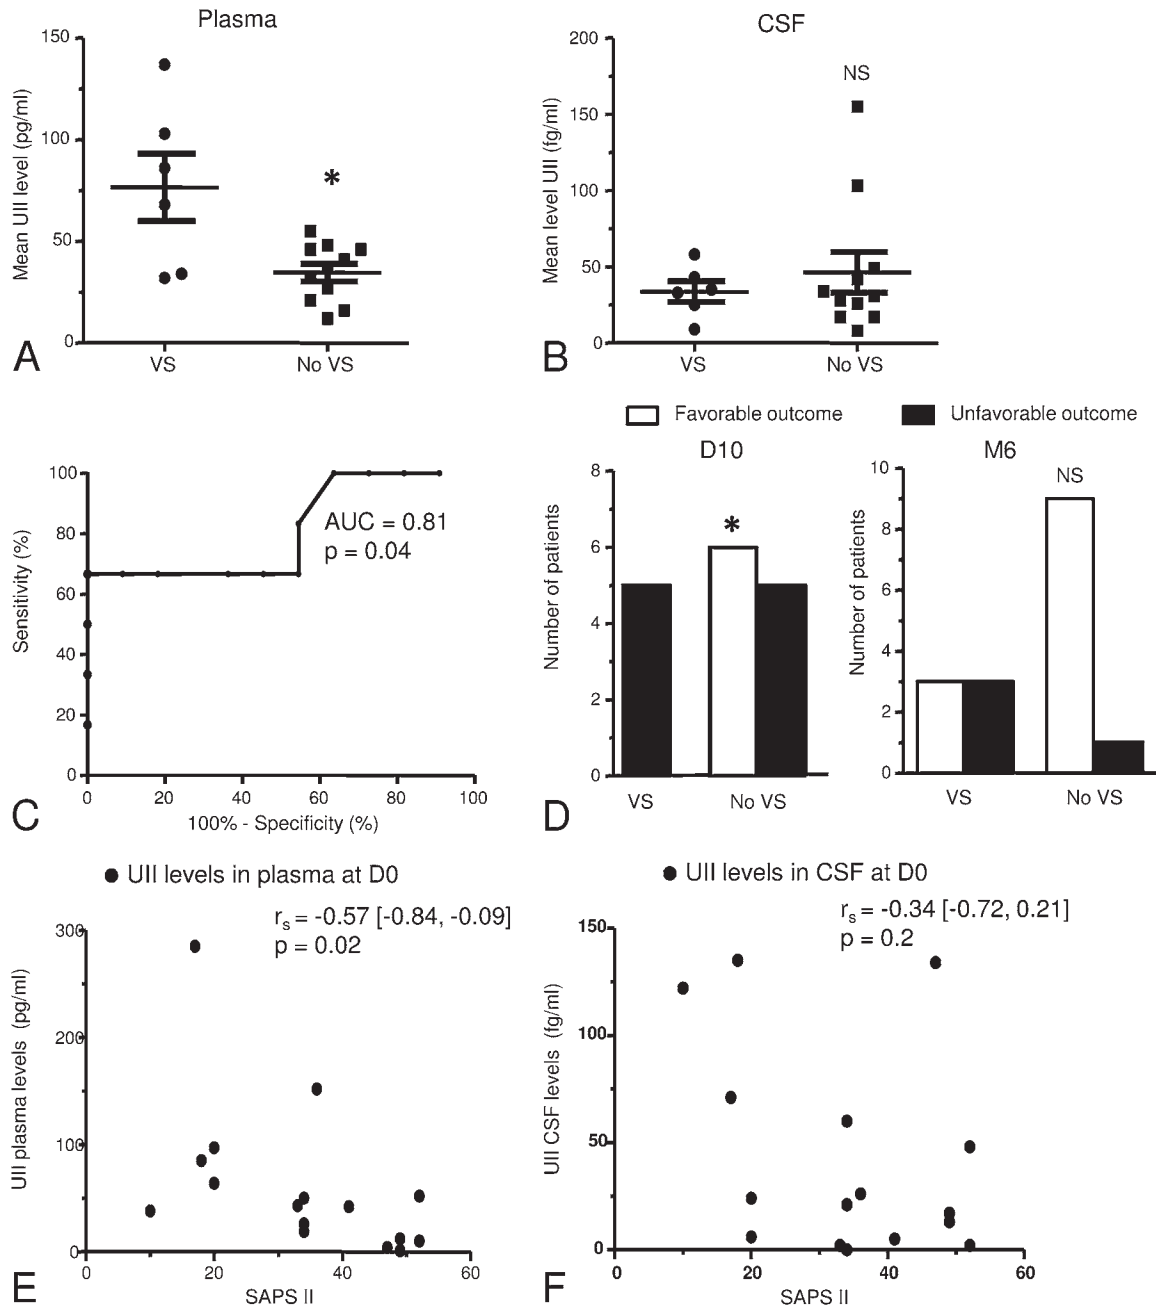 Plasma
Mean UII level (pg/ml)
150
100
50
0
*
VS
No VS
A
CSF
Mean level UII (fg/ml)
200
150
100
50
0
NS
VS
No VS
B
Sensitivity (%)
100
80
60
40
20
0
AUC = 0.81
p = 0.04
0
20
40
60
80
100
100% - Specificity (%)
C
Favorable outcome
Unfavorable outcome
D10
Number of patients
8
6
4
2
0
*
VS
No VS
M6
Number of patients
10
8
6
4
2
0
NS
VS
No VS
D
UII levels in plasma at D0
rs = -0.57 [-0.84, -0.09]
p = 0.02
UII plasma levels (pg/ml)
300
200
100
0
0
20
40
60
SAPS II
E
UII levels in CSF at D0
rs = -0.34 [-0.72, 0.21]
p = 0.2
UII CSF levels (fg/ml)
150
100
50
0
0
20
40
60
SAPS II
F